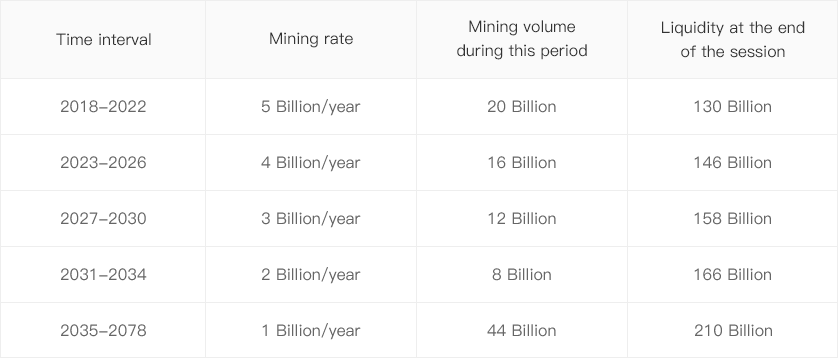 Time interval
Mining rate
Mining volume
during this period
Liquidity at the end
of the session
2018–2022
5 Billion/year
20 Billion
130 Billion
2023–2026
4 Billion/year
16 Billion
146 Billion
2027–2030
3 Billion/year
12 Billion
158 Billion
2031–2034
2 Billion/year
8 Billion
166 Billion
2035–2078
1 Billion/year
44 Billion
210 Billion